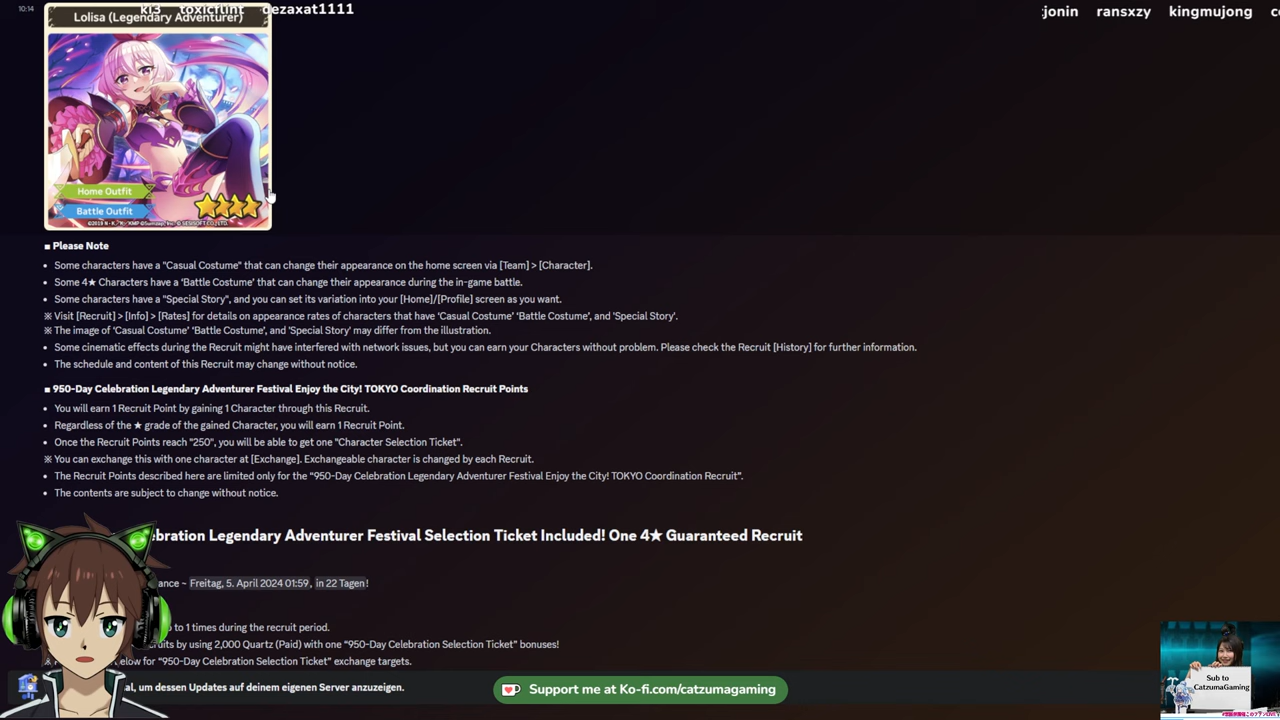 10:14
ki3 toxicflint dezaxat1111
jonin ransxzy kingmujong
Lolisa (Legendary Adventurer)
Home Outfit
Battle Outfit
■ Please Note
• Some characters have a "Casual Costume" that can change their appearance on the home screen via [Team] > [Character].
• Some 4★ Characters have a 'Battle Costume' that can change their appearance during the in-game battle.
• Some characters have a "Special Story", and you can set its variation into your [Home]/[Profile] screen as you want.
※ Visit [Recruit] > [Info] > [Rates] for details on appearance rates of characters that have 'Casual Costume' 'Battle Costume', and 'Special Story'.
※ The image of 'Casual Costume' 'Battle Costume', and 'Special Story' may differ from the illustration.
• Some cinematic effects during the Recruit might have interfered with network issues, but you can earn your Characters without problem. Please check the Recruit [History] for further information.
• The schedule and content of this Recruit may change without notice.
■ 950-Day Celebration Legendary Adventurer Festival Enjoy the City! TOKYO Coordination Recruit Points
• You will earn 1 Recruit Point by gaining 1 Character through this Recruit.
• Regardless of the ★ grade of the gained Character, you will earn 1 Recruit Point.
• Once the Recruit Points reach "250", you will be able to get one "Character Selection Ticket".
※ You can exchange this with one character at [Exchange]. Exchangeable character is changed by each Recruit.
• The Recruit Points described here are limited only for the "950-Day Celebration Legendary Adventurer Festival Enjoy the City! TOKYO Coordination Recruit".
• The contents are subject to change without notice.
ebration Legendary Adventurer Festival Selection Ticket Included! One 4★ Guaranteed Recruit
ance ~ Freitag, 5. April 2024 01:59, in 22 Tagen!
to 1 times during the recruit period.
ruits by using 2,000 Quartz (Paid) with one "950-Day Celebration Selection Ticket" bonuses!
elow for "950-Day Celebration Selection Ticket" exchange targets.
al, um dessen Updates auf deinem eigenen Server anzuzeigen.
Support me at Ko-fi.com/catzumagaming
Sub to
CatzumaGaming